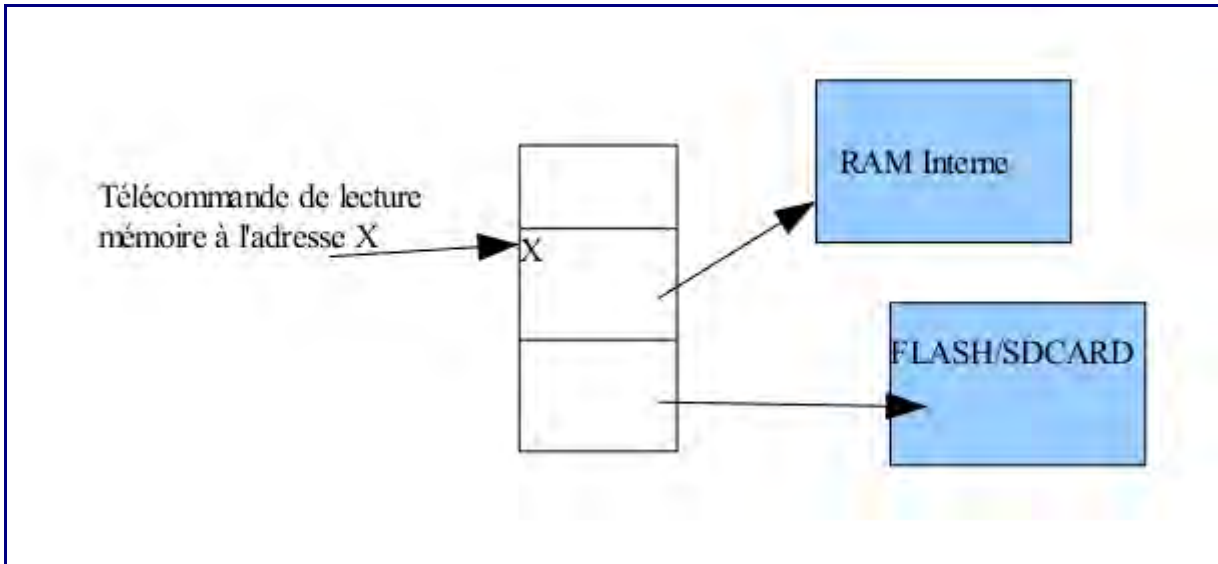 Télécommande de lecture
mémoire à l'adresse X
X
RAM Interne
FLASH/SDCARD